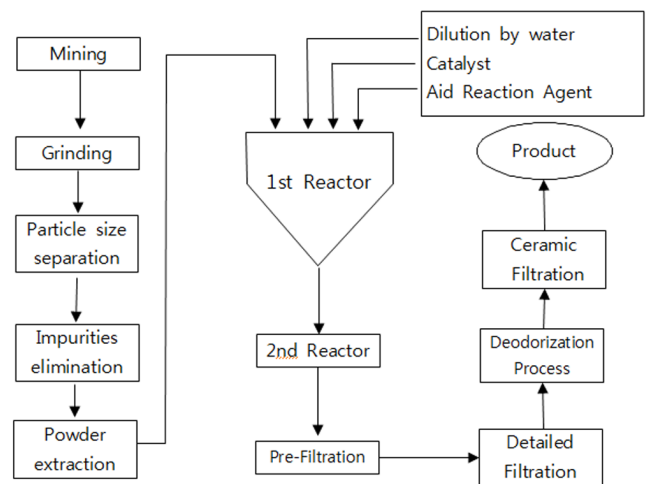 Mining
Grinding
Particle size
separation
Impurities
elimination
Powder
extraction
Dilution by water
Catalyst
Aid Reaction Agent
1st Reactor
2nd Reactor
Pre-Filtration
Detailed
Filtration
Deodorization
Process
Ceramic
Filtration
Product